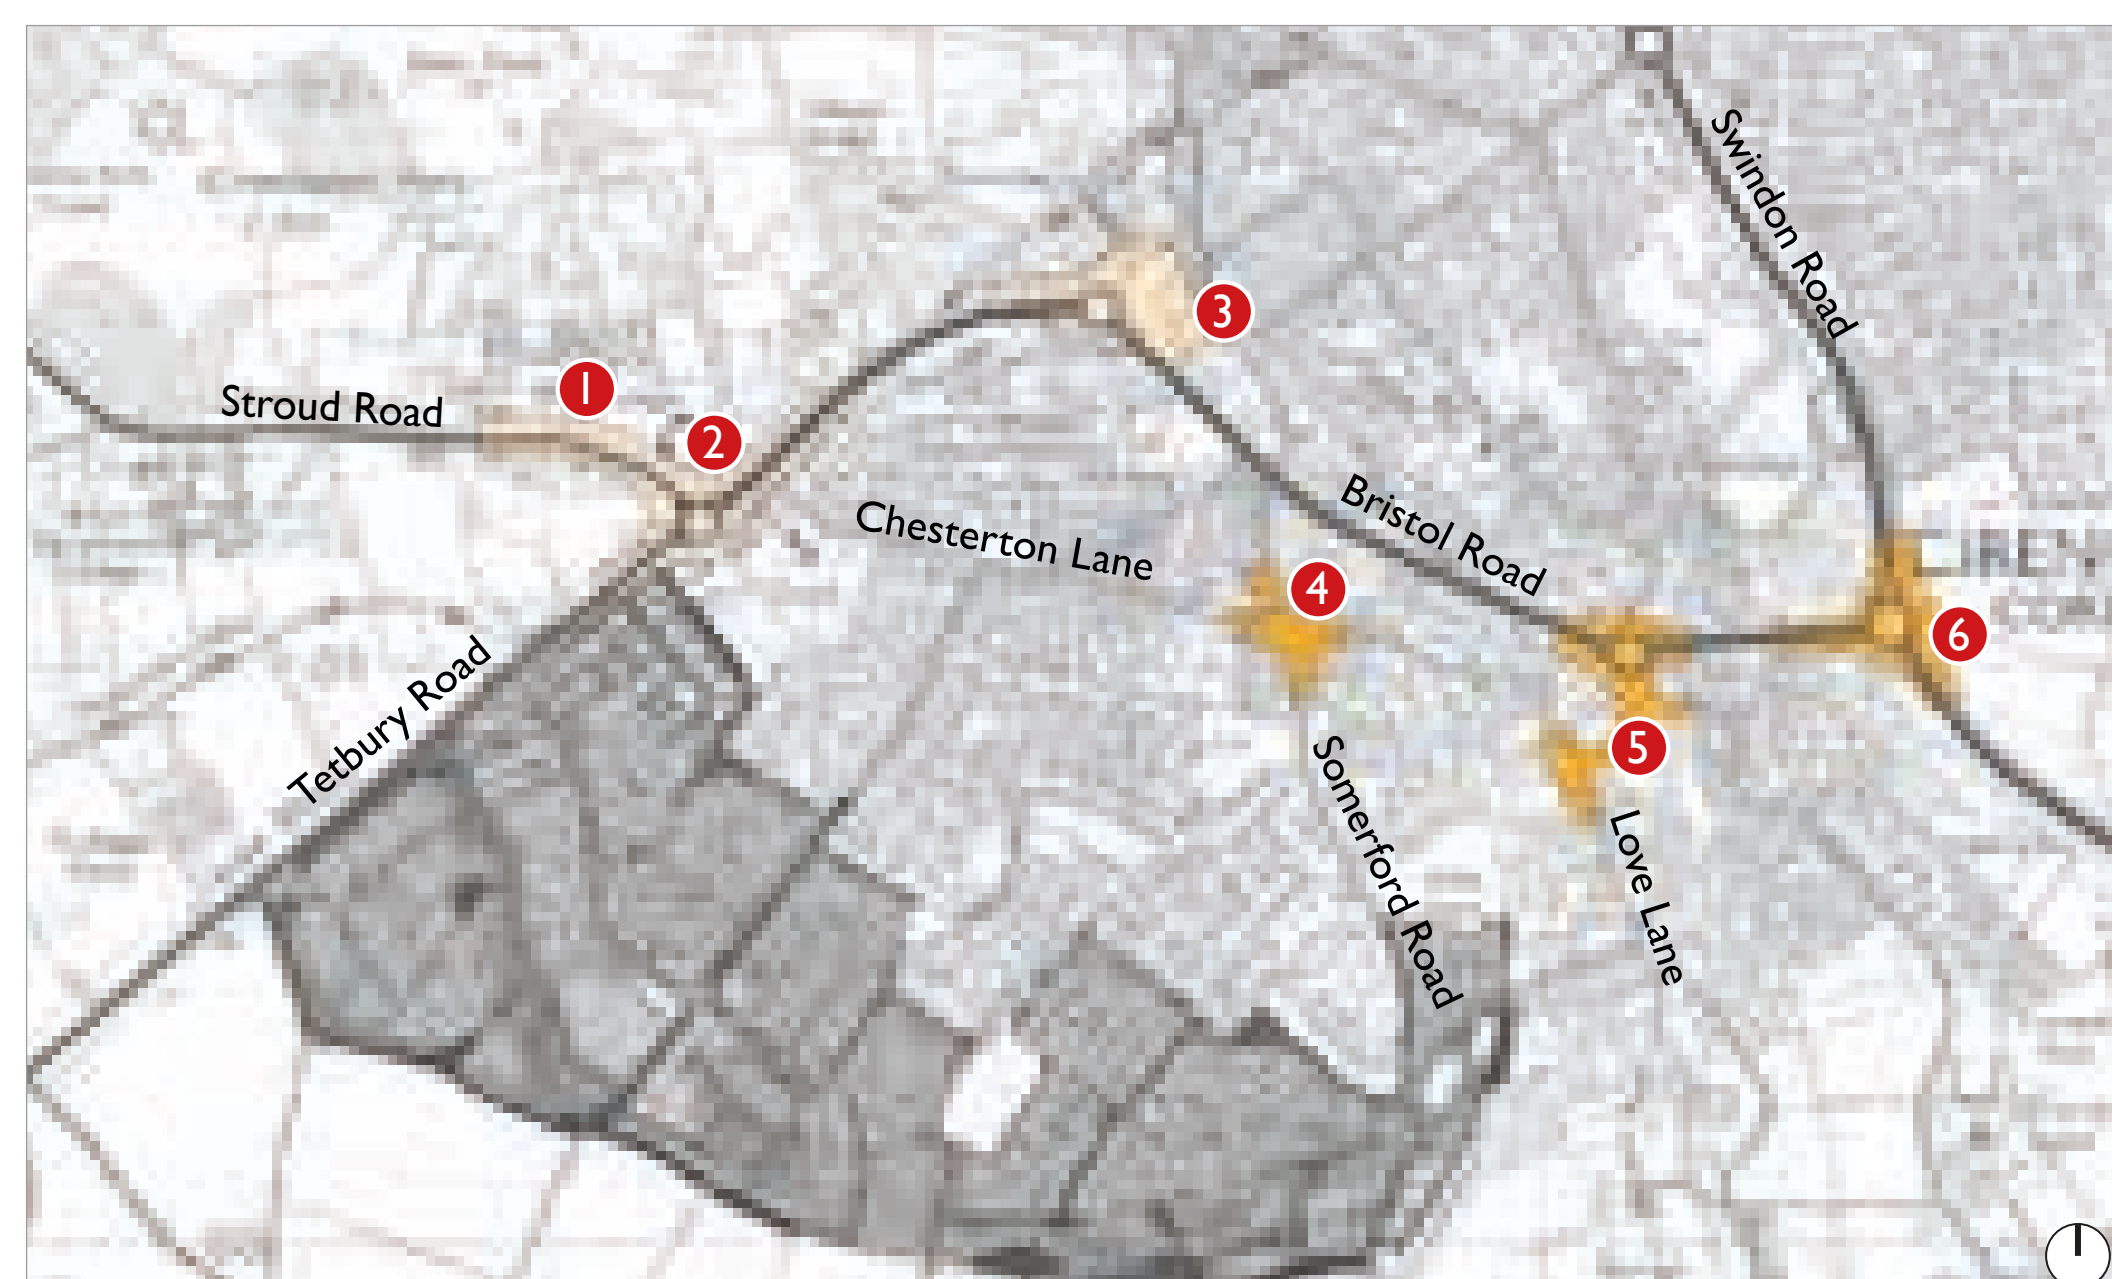 Swindon Road
3
1
Stroud Road
2
Bristol Road
Chesterton Lane
4
6
Tetbury Road
5
Somerford Road
Love Lane